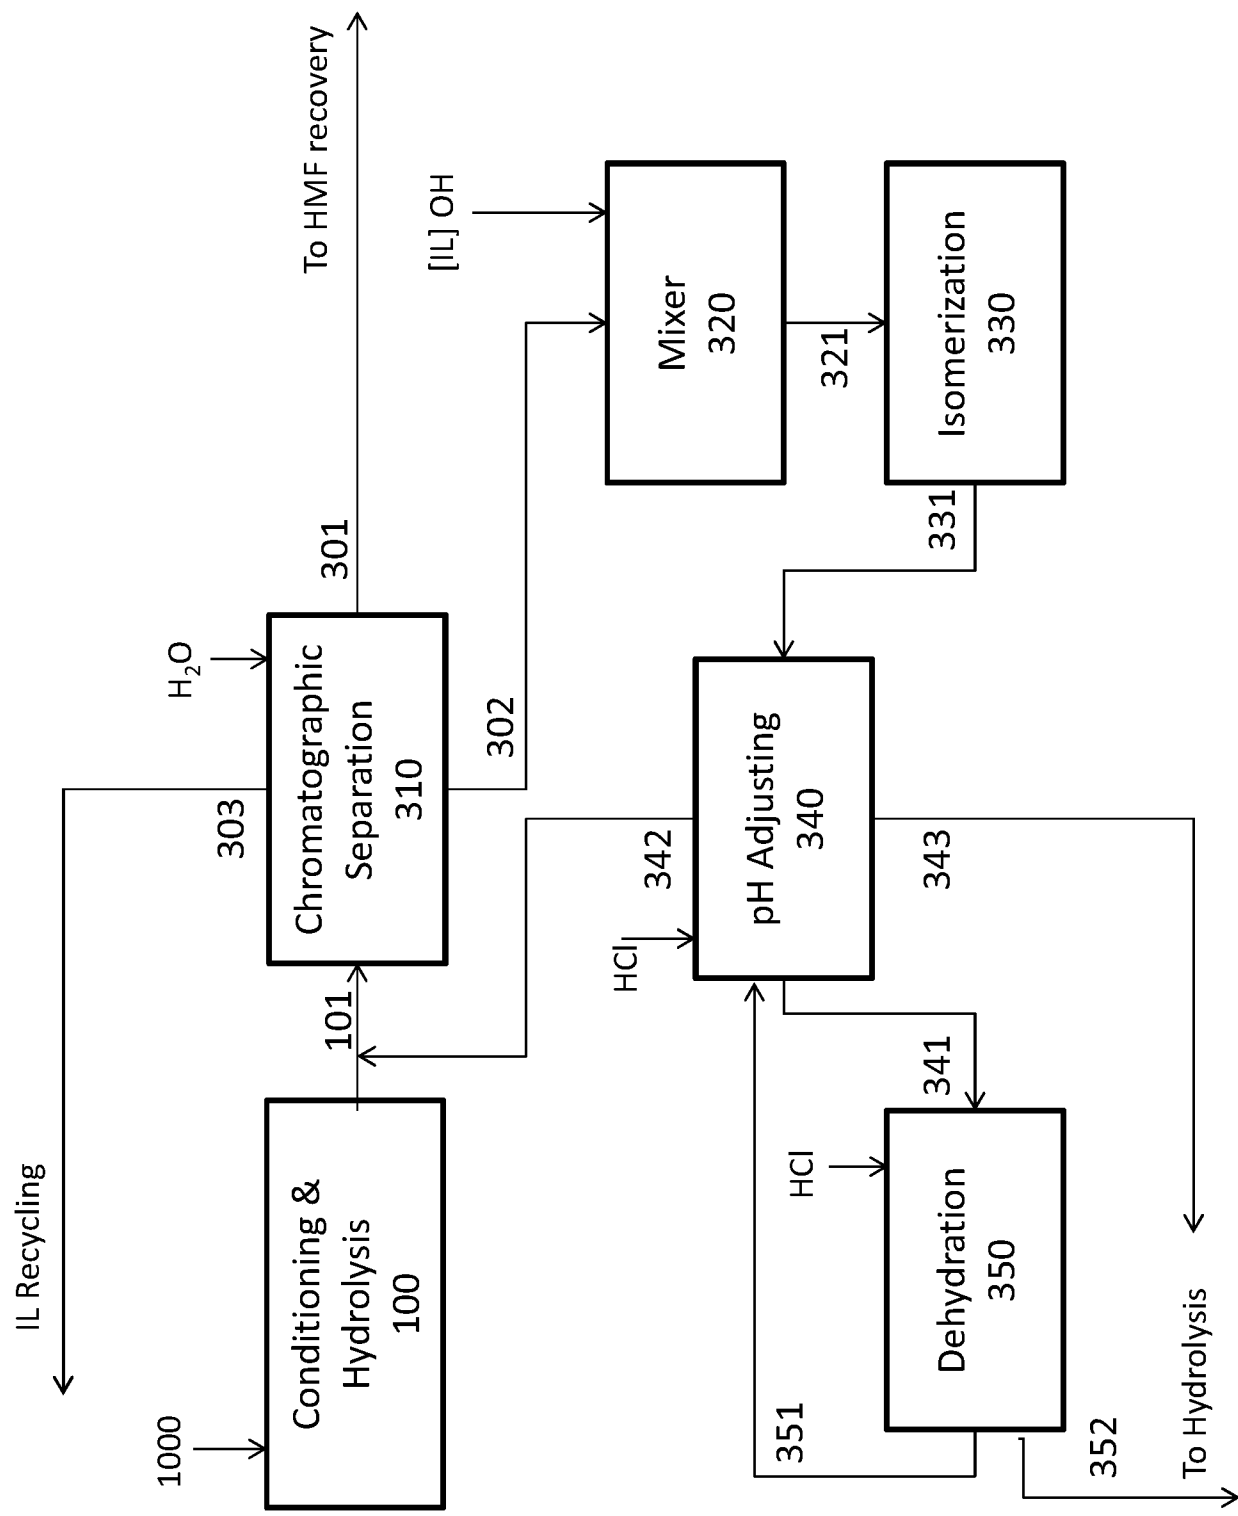 IL Recycling
1000
Conditioning &
Hydrolysis
100
101
303
H₂O
Chromatographic
Separation
310
301
To HMF recovery
302
[IL] OH
Mixer
320
321
Isomerization
330
331
342
HCl
pH Adjusting
340
343
341
HCl
Dehydration
350
351
352
To Hydrolysis